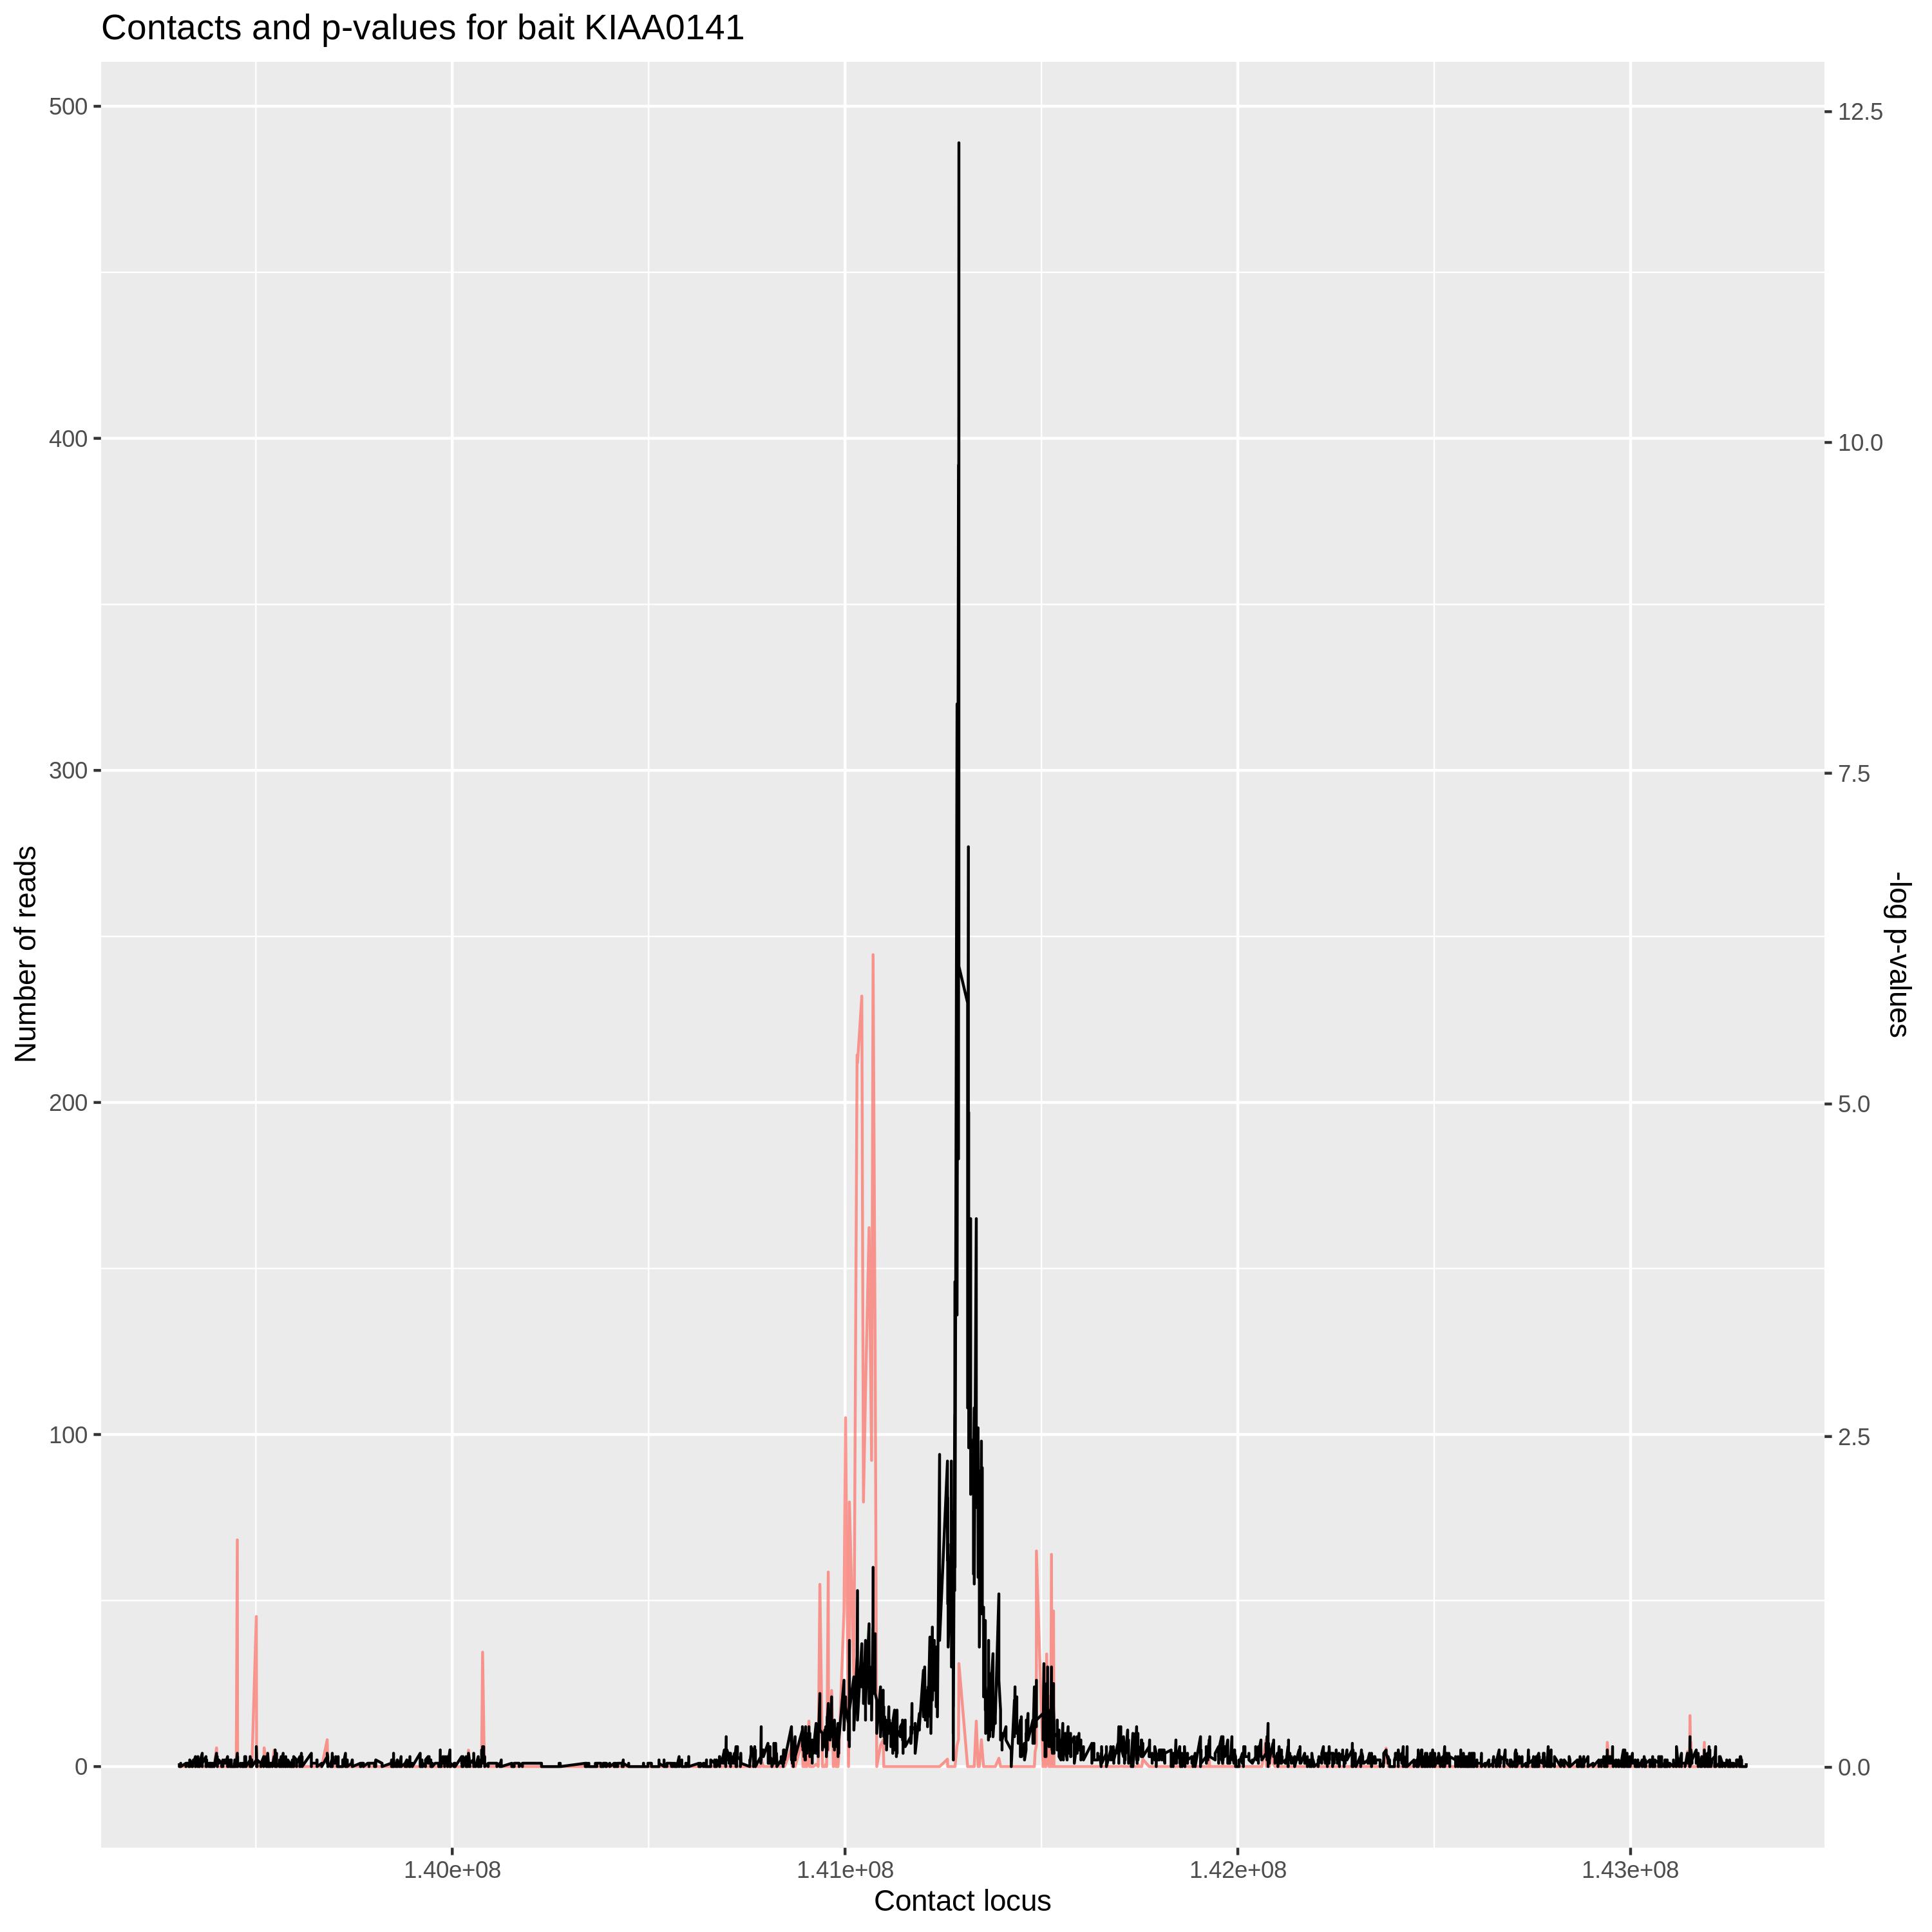 Contacts and p-values for bait KIAA0141
500
400
300
200
100
0
Number of reads
12.5
10.0
7.5
5.0
2.5
0.0
-log p-values
1.40e+08
1.41e+08
1.42e+08
1.43e+08
Contact locus